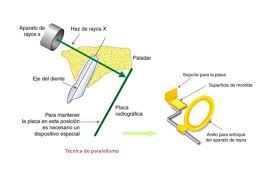 Aparato de
rayos x
Haz de rayos X
Paladar
Eje del diente
Placa
radiográfica
Para mantener
la placa en esta posición
es necesario un
dispositivo especial
Soporte para la placa
Superficie de mordida
Anillo para enfoque
del aparato de rayos
Técnica de paralelismo